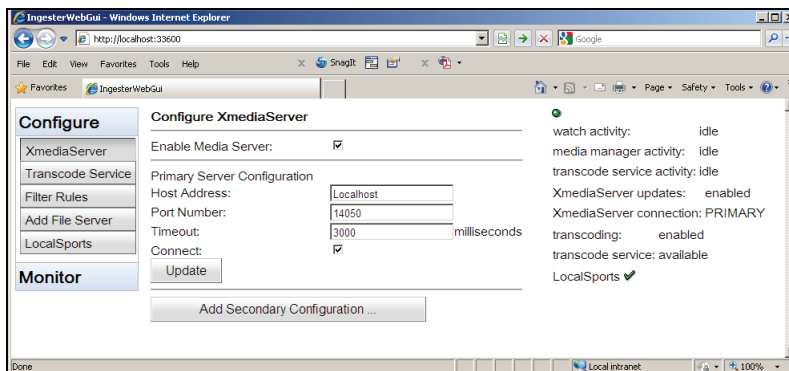 IngesterWebGui - Windows Internet Explorer
http://localhost:33600
Google
File Edit View Favorites Tools Help
SnagIt
Favorites
IngesterWebGui
Page
Safety
Tools
Configure
XmediaServer
Transcode Service
Filter Rules
Add File Server
LocalSports
Monitor
Configure XmediaServer
Enable Media Server:
Primary Server Configuration
Host Address: Localhost
Port Number: 14050
Timeout: 3000 milliseconds
Connect:
Update
Add Secondary Configuration ...
watch activity: idle
media manager activity: idle
transcode service activity: idle
XmediaServer updates: enabled
XmediaServer connection: PRIMARY
transcoding: enabled
transcode service: available
LocalSports
Done
Local intranet
100%